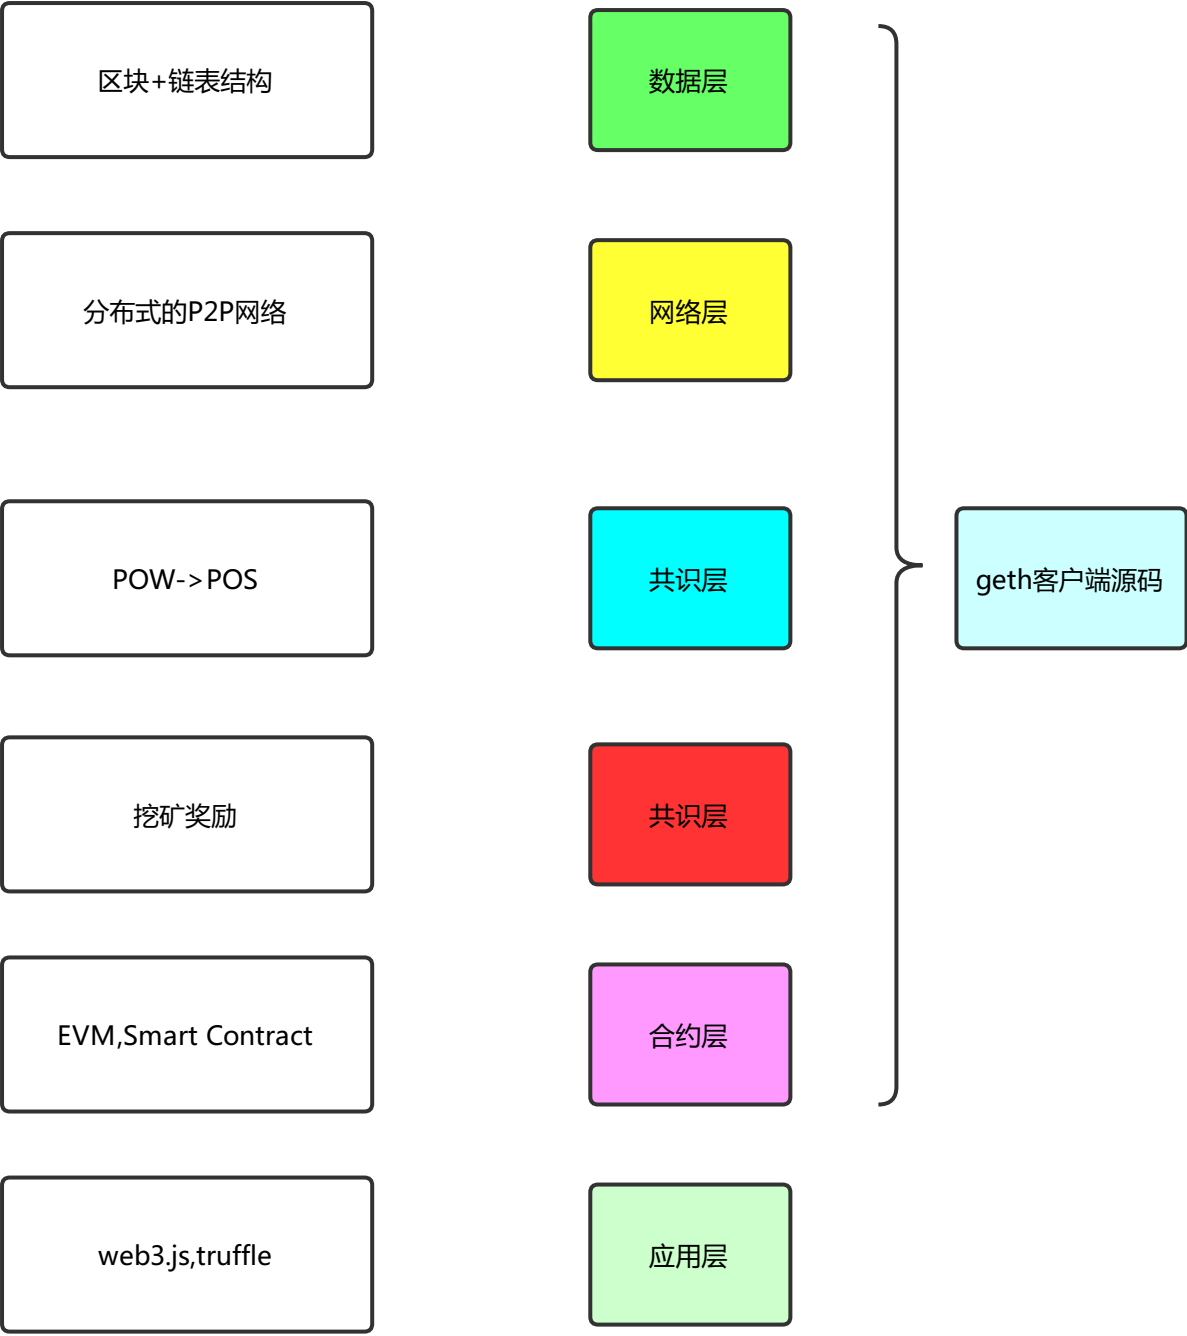 区块+链表结构
数据层
分布式的P2P网络
网络层
POW->POS
共识层
geth客户端源码
挖矿奖励
共识层
EVM,Smart Contract
合约层
web3.js,truffle
应用层